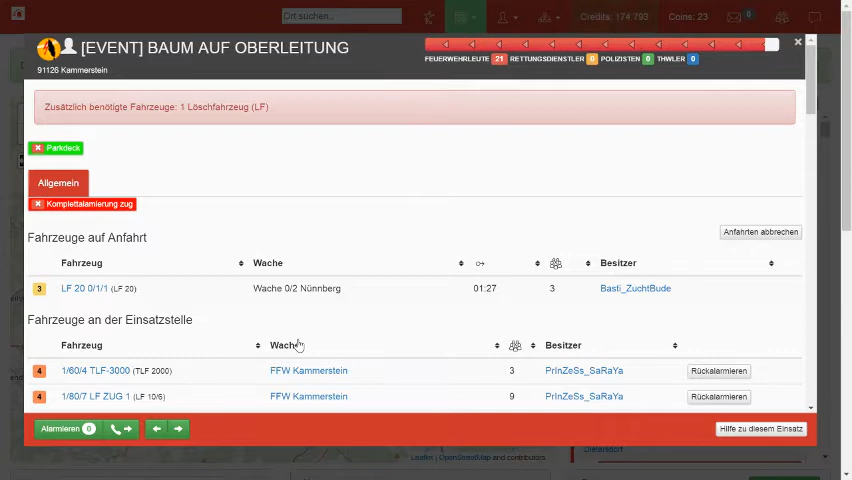 Ort suchen...
Credits: 174.793
Coins: 23
0
[EVENT] BAUM AUF OBERLEITUNG
91126 Kammerstein
FEUERWEHRLEUTE 21 RETTUNGSDIENSTLER 0 POLIZISTEN 0 THWLER 0
Zusätzlich benötigte Fahrzeuge: 1 Löschfahrzeug (LF)
Parkdeck
Allgemein
Komplettalamierung zug
Fahrzeuge auf Anfahrt
Anfahrten abbrechen
Fahrzeug Wache Besitzer
3 LF 20 0/1/1 (LF 20) Wache 0/2 Nünnberg 01:27 3 Basti_ZuchtBude
Fahrzeuge an der Einsatzstelle
Fahrzeug Wache Besitzer
4 1/60/4 TLF-3000 (TLF 2000) FFW Kammerstein 3 PrInZeSs_SaRaYa Rückalarmieren
4 1/80/7 LF ZUG 1 (LF 10/6) FFW Kammerstein 9 PrInZeSs_SaRaYa Rückalarmieren
Alarmieren 0
Hilfe zu diesem Einsatz
Leaflet | OpenStreetMap and contributors
Dietersdorf